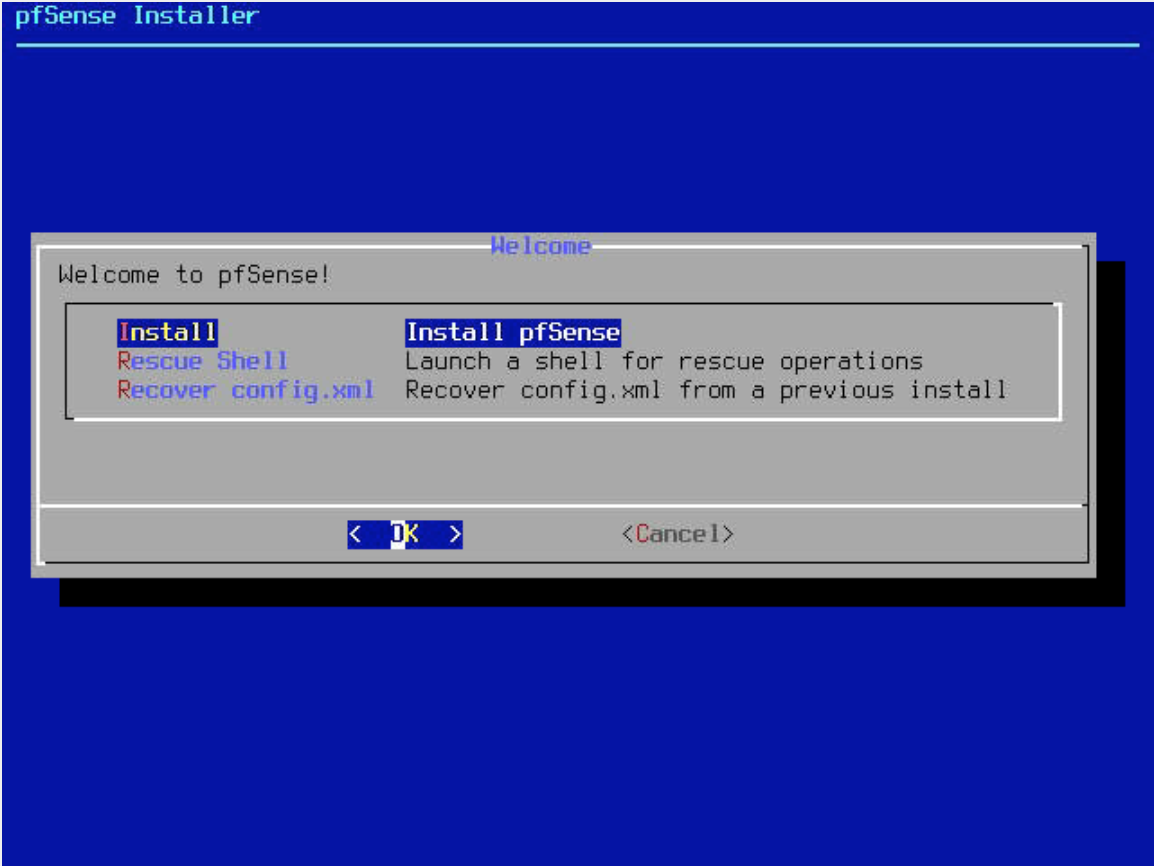 pfSense Installer
Welcome
Welcome to pfSense!
Install Install pfSense
Rescue Shell Launch a shell for rescue operations
Recover config.xml Recover config.xml from a previous install
< OK > <Cancel>